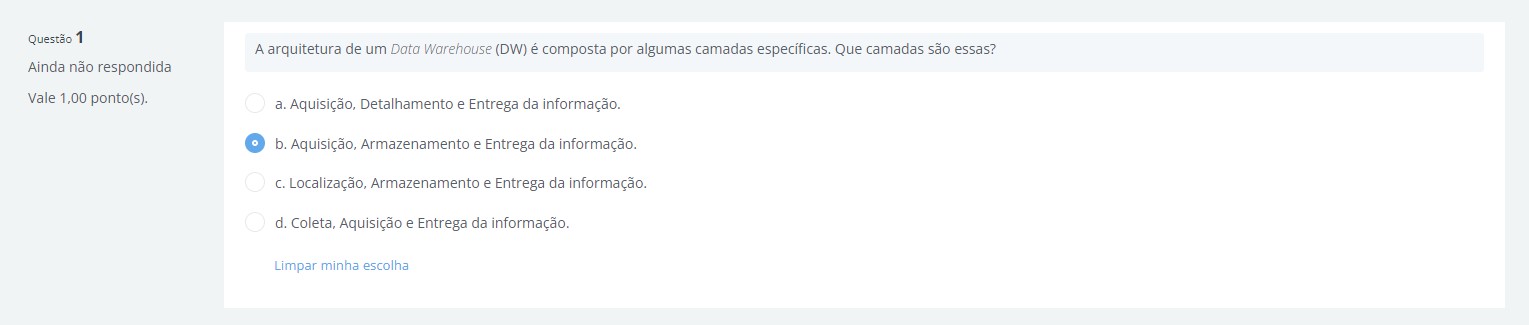 Questão 1
Ainda não respondida
Vale 1,00 ponto(s).
A arquitetura de um Data Warehouse (DW) é composta por algumas camadas específicas. Que camadas são essas?
a. Aquisição, Detalhamento e Entrega da informação.
b. Aquisição, Armazenamento e Entrega da informação.
c. Localização, Armazenamento e Entrega da informação.
d. Coleta, Aquisição e Entrega da informação.
Limpar minha escolha